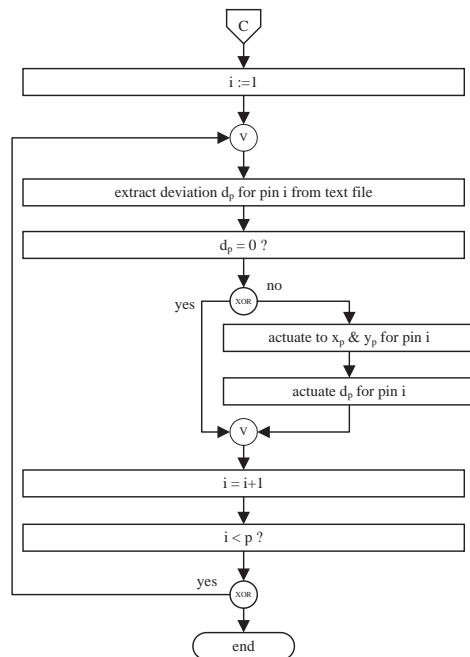 C
i :=1
V
extract deviation dₚ for pin i from text file
dₚ = 0 ?
no
XOR
yes
actuate to xₚ & yₚ for pin i
actuate dₚ for pin i
V
i = i+1
i < p ?
yes
XOR
end